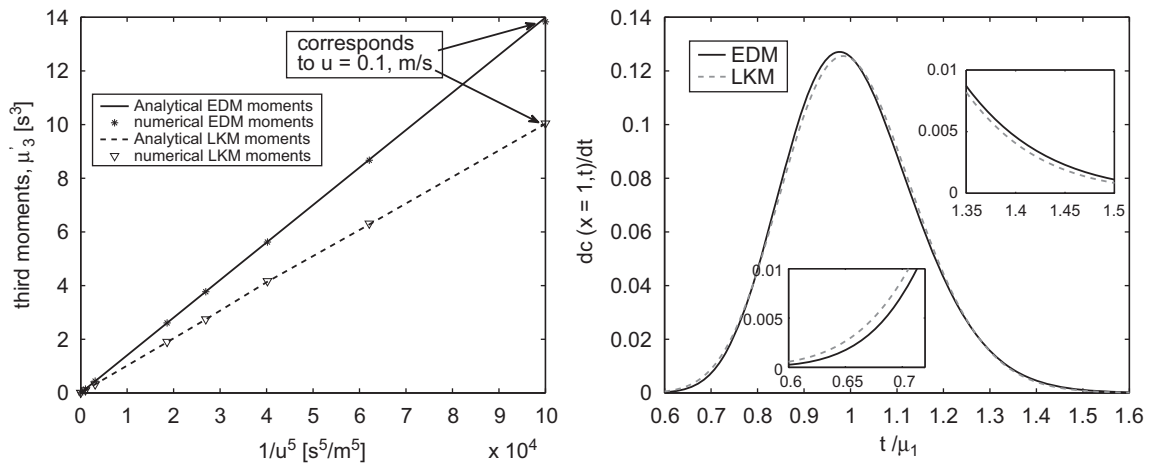 14
12
10
8
6
4
2
0
third moments, μ'₃ [s³]
corresponds
to u = 0.1, m/s
Analytical EDM moments
numerical EDM moments
Analytical LKM moments
numerical LKM moments
0 1 2 3 4 5 6 7 8 9 10
1/u⁵ [s⁵/m⁵]
x 10⁴
0.14
0.12
0.1
0.08
0.06
0.04
0.02
0
dc (x = 1,t)/dt
EDM
LKM
0.01
0.005
0
1.35 1.4 1.45 1.5
0.01
0.005
0
0.6 0.65 0.7
0.6 0.7 0.8 0.9 1 1.1 1.2 1.3 1.4 1.5 1.6
t /μ₁